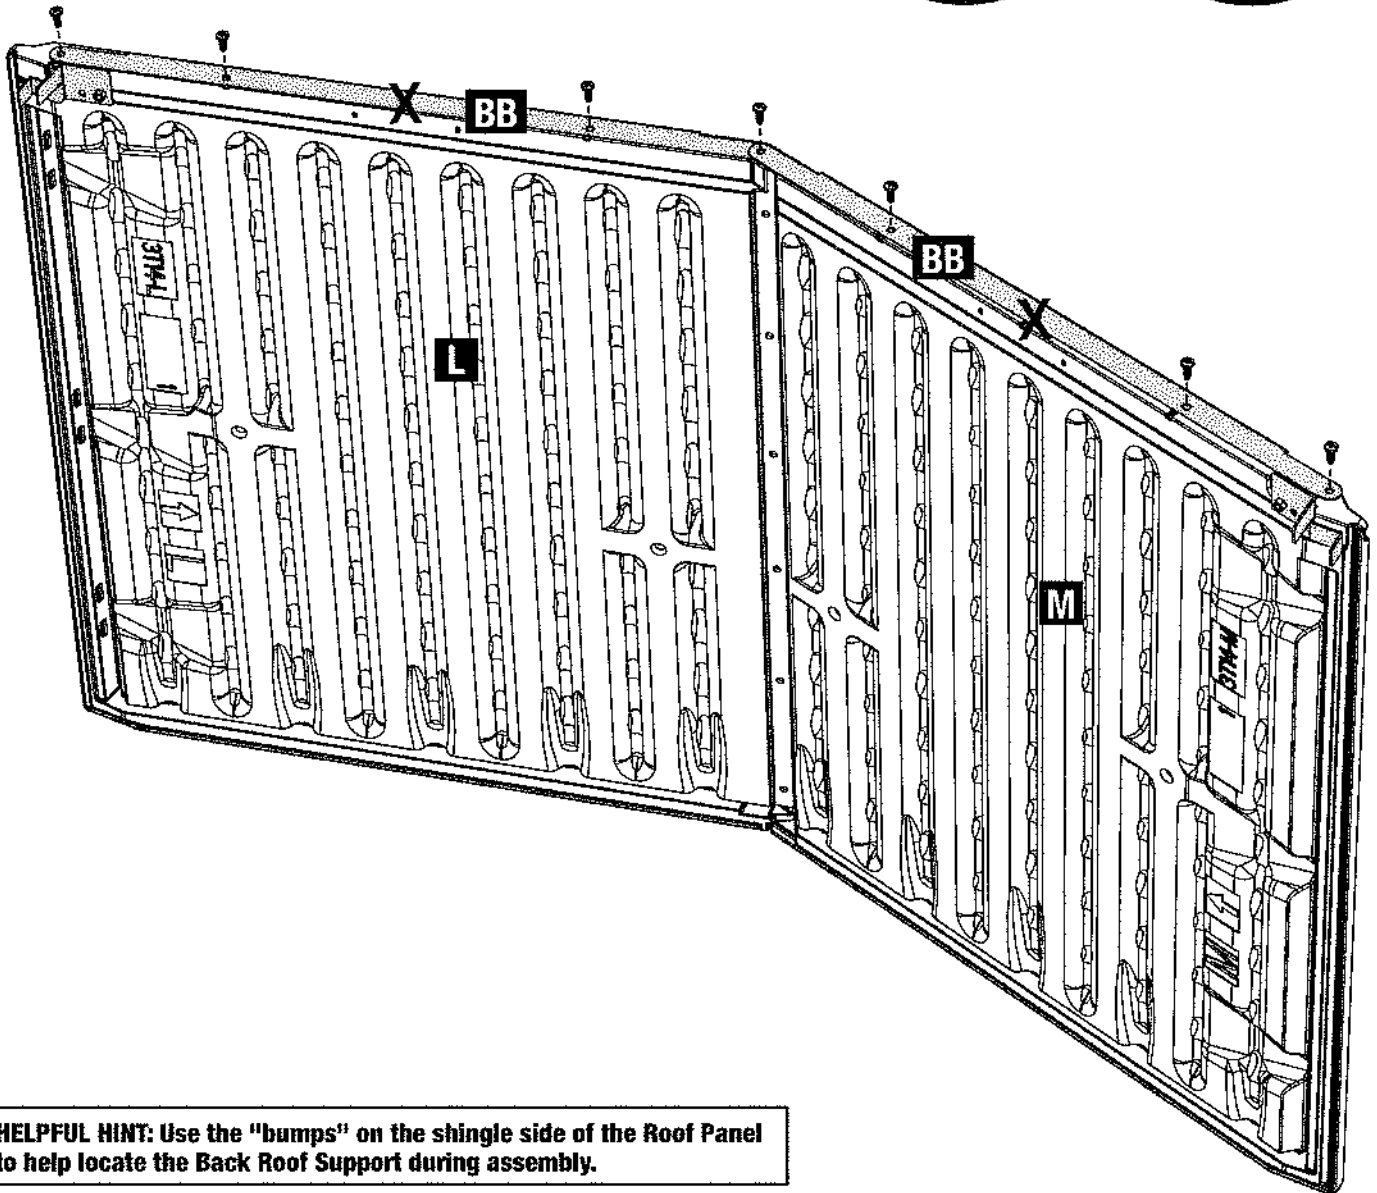 X
BB
BB
X
L
M
HELPFUL HINT: Use the "bumps" on the shingle side of the Roof Panel
to help locate the Back Roof Support during assembly.